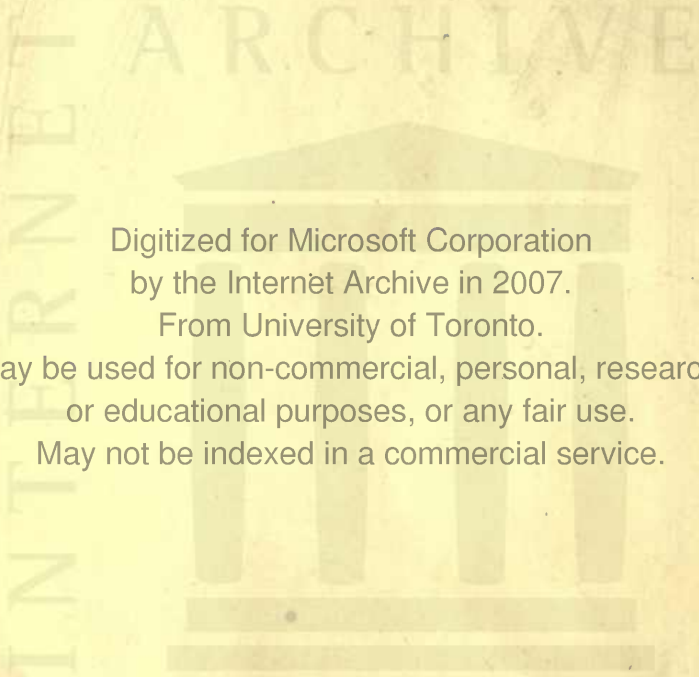 INTERNET
ARCHIVE
Digitized for Microsoft Corporation
by the Internet Archive in 2007.
From University of Toronto.
ay be used for non-commercial, personal, researc
or educational purposes, or any fair use.
May not be indexed in a commercial service.